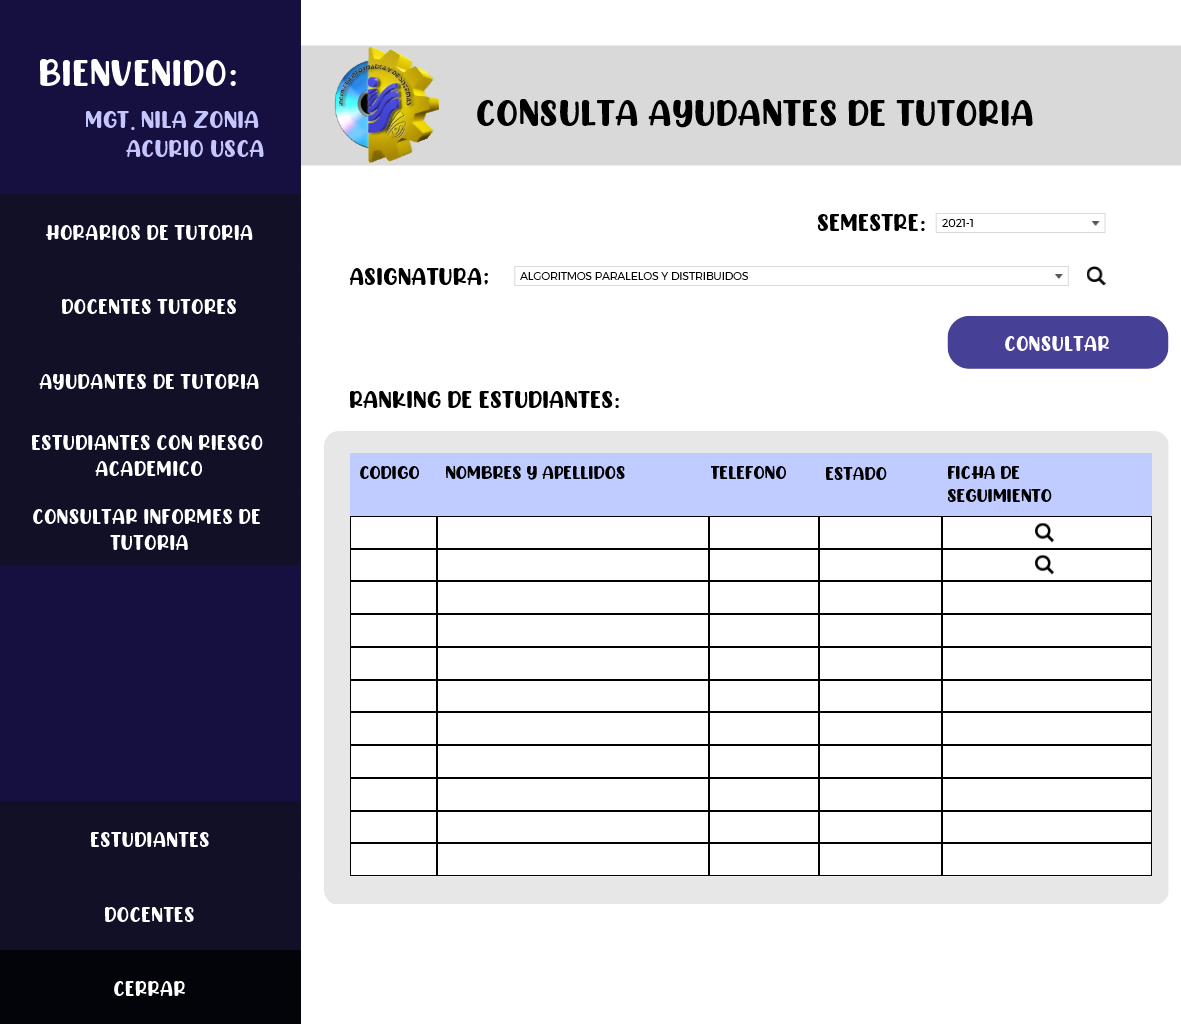 BIENVENIDO:
MGT. NILA ZONIA
ACURIO USCA
HORARIOS DE TUTORIA
DOCENTES TUTORES
AYUDANTES DE TUTORIA
ESTUDIANTES CON RIESGO
ACADEMICO
CONSULTAR INFORMES DE
TUTORIA
ESTUDIANTES
DOCENTES
CERRAR
CONSULTA AYUDANTES DE TUTORIA
SEMESTRE: 2021-1
ASIGNATURA: ALGORITMOS PARALELOS Y DISTRIBUIDOS
CONSULTAR
RANKING DE ESTUDIANTES:
CODIGO NOMBRES Y APELLIDOS TELEFONO ESTADO FICHA DE
SEGUIMIENTO